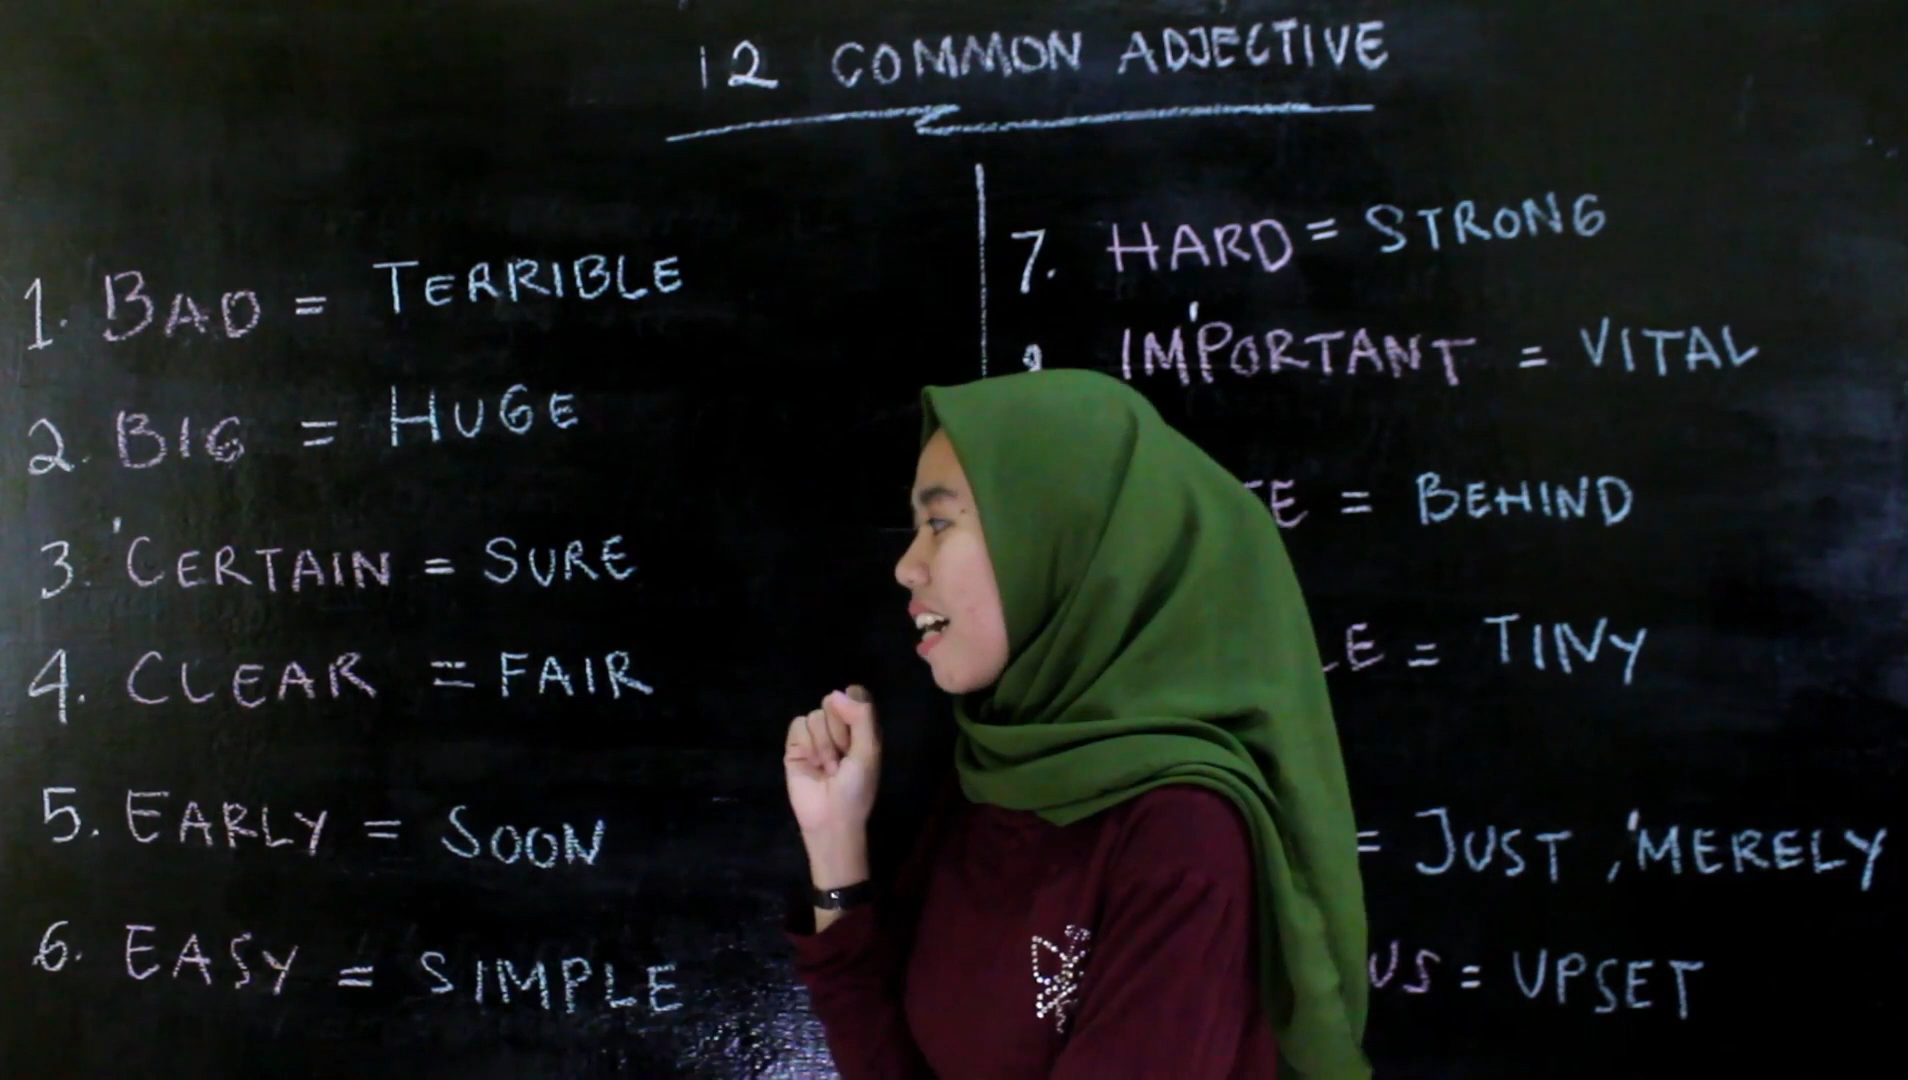 12 COMMON ADJECTIVE
1. BAD = TERRIBLE
2. BIG = HUGE
3. CERTAIN = SURE
4. CLEAR = FAIR
5. EARLY = SOON
6. EASY = SIMPLE
7. HARD = STRONG
IMPORTANT = VITAL
= BEHIND
= TINY
= JUST, MERELY
= UPSET